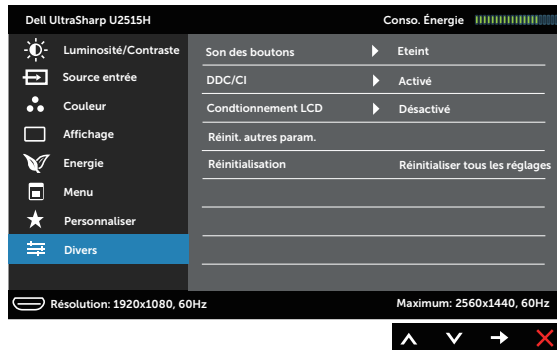 Dell UltraSharp U2515H
Conso. Énergie
Luminosité/Contraste
Source entrée
Couleur
Affichage
Energie
Menu
Personnaliser
Divers
Son des boutons
Eteint
DDC/CI
Activé
Condtionnement LCD
Désactivé
Réinit. autres param.
Réinitialisation
Réinitialiser tous les réglages
Résolution: 1920x1080, 60Hz
Maximum: 2560x1440, 60Hz